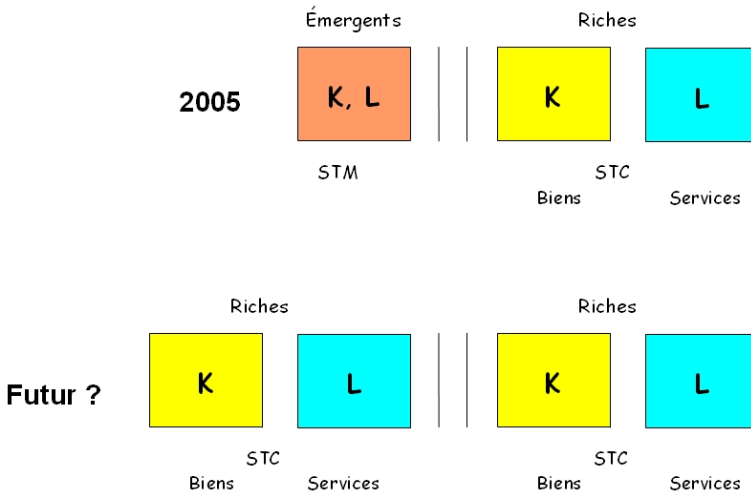 Émergents Riches
2005 K, L K L
STM STC
Biens Services
Riches Riches
Futur ? K L K L
STC STC
Biens Services Biens Services